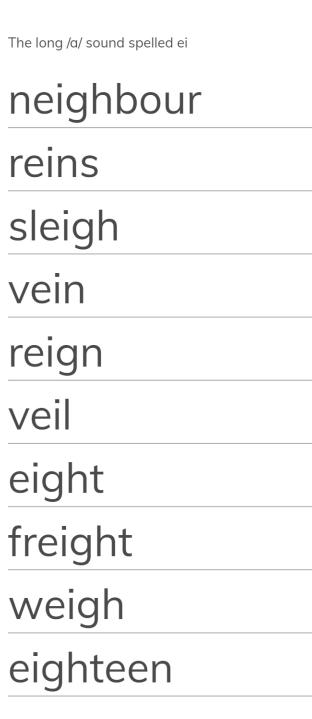 The long /a/ sound spelled ei
neighbour
reins
sleigh
vein
reign
veil
eight
freight
weigh
eighteen